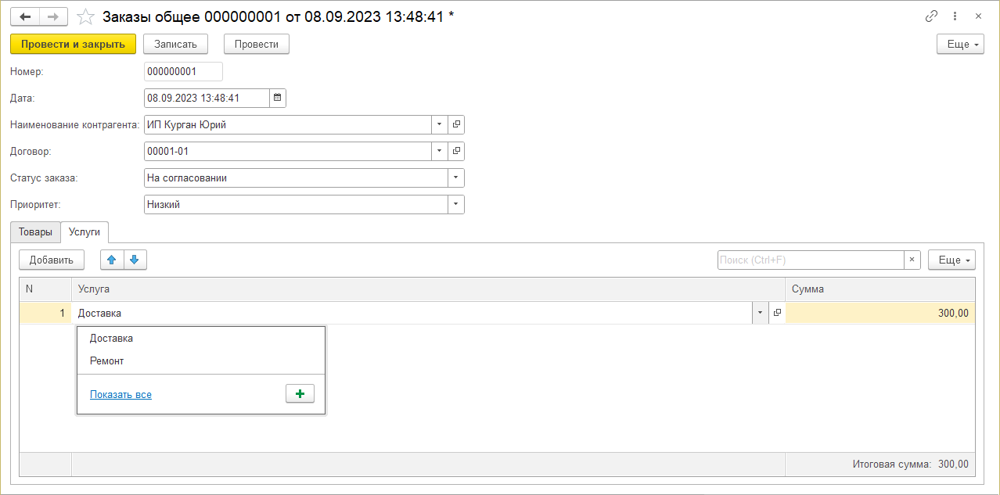 Заказы общее 000000001 от 08.09.2023 13:48:41 *
Провести и закрыть Записать Провести Еще
Номер: 000000001
Дата: 08.09.2023 13:48:41
Наименование контрагента: ИП Курган Юрий
Договор: 00001-01
Статус заказа: На согласовании
Приоритет: Низкий
Товары Услуги
Добавить Поиск (Ctrl+F) × Еще
N Услуга Сумма
1 Доставка 300,00
Доставка
Ремонт
Показать все
Итоговая сумма: 300,00